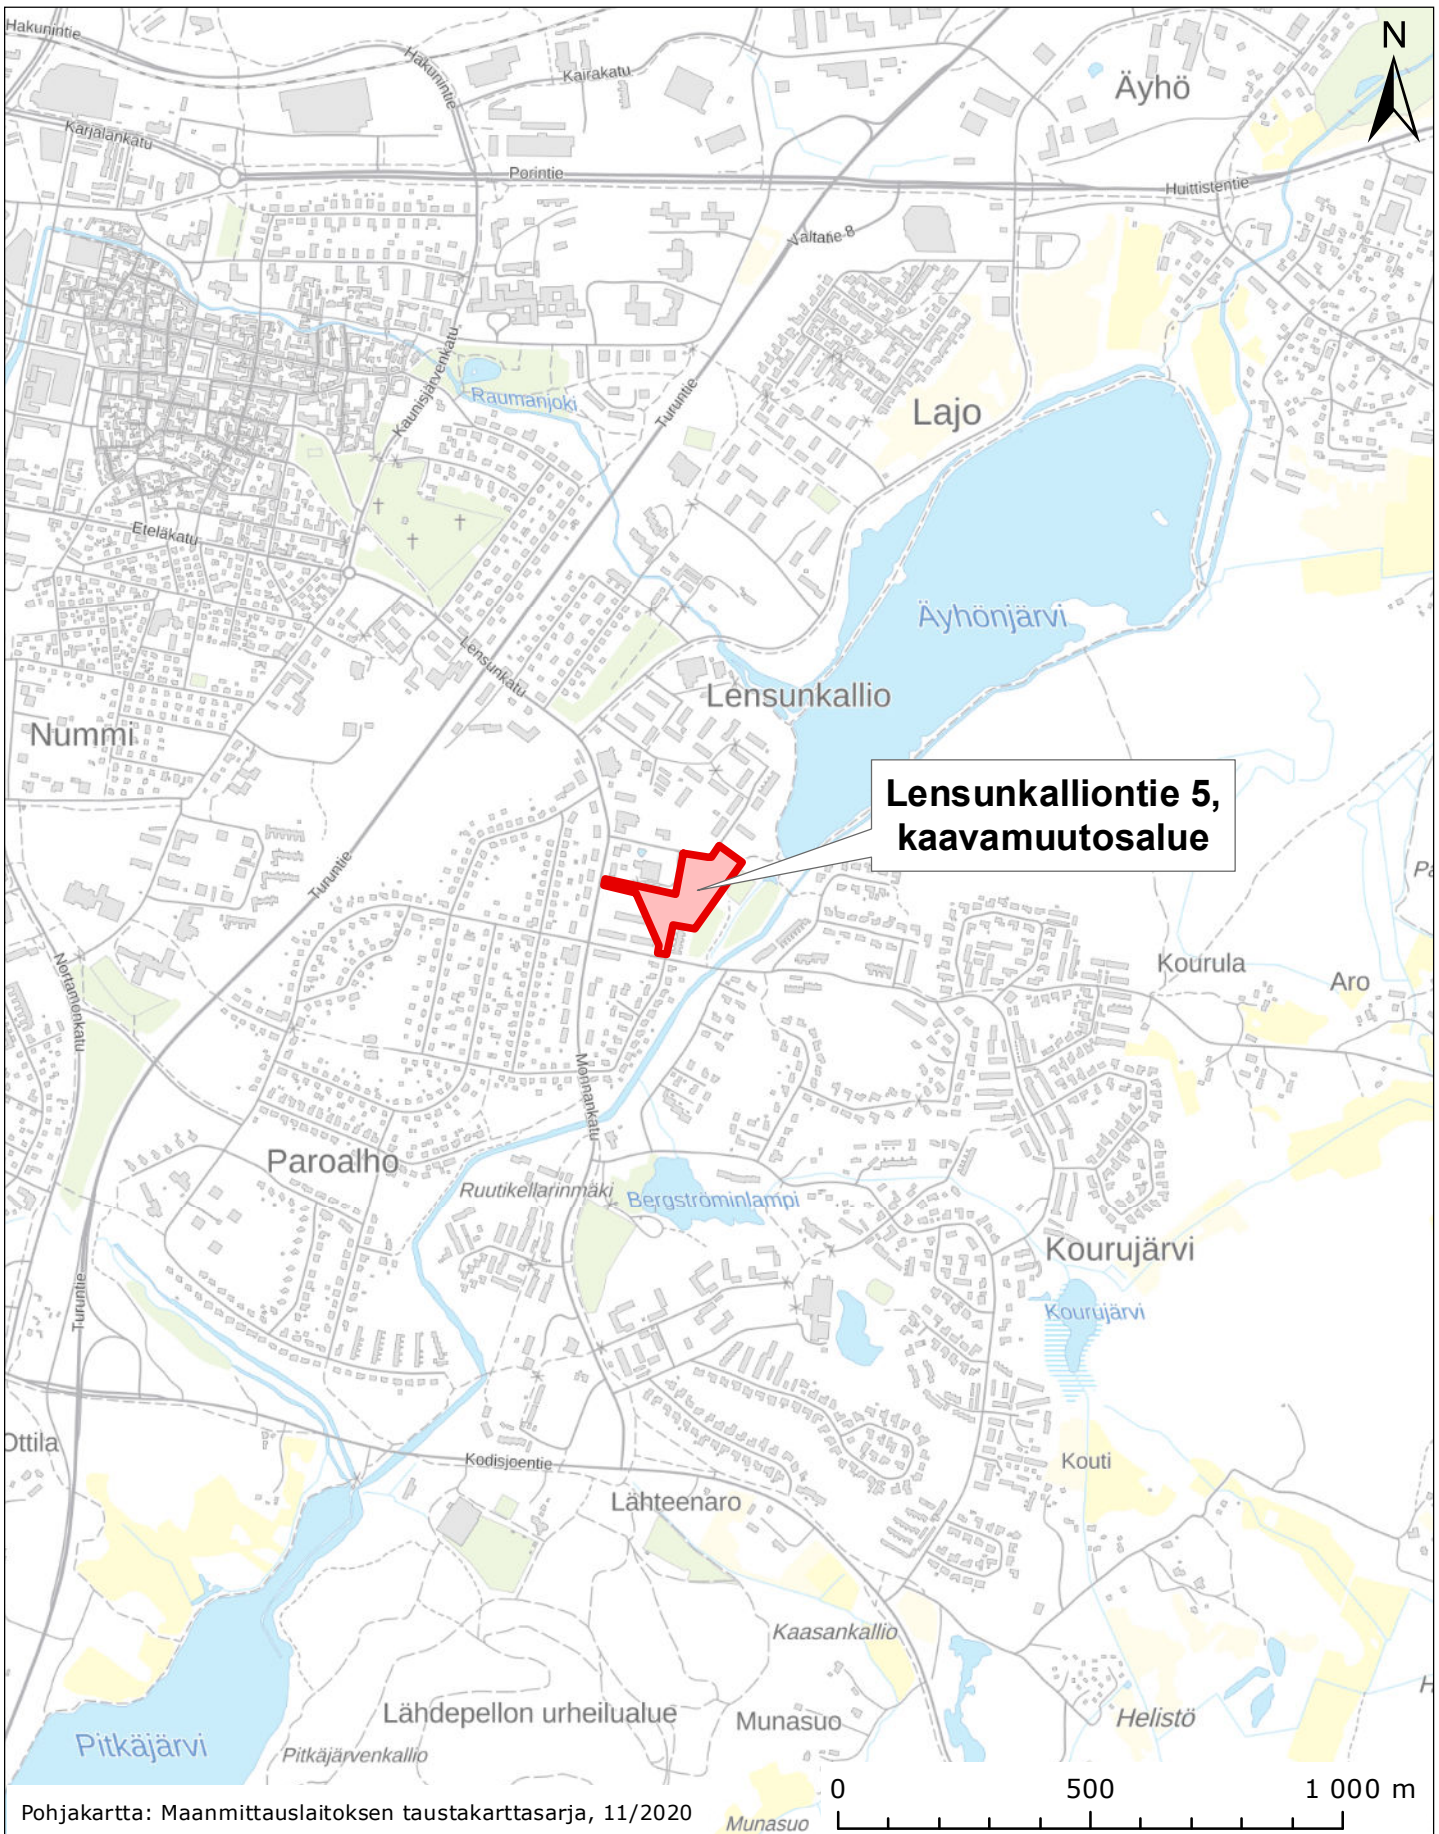 Hakunintie
Hakunintie
Kairakatu
N
Äyhö
Karjalankatu
Porintie
Huittistentie
Valtatie 8
Kaunisjärvenkatu
Raumanjoki
Turuntie
Lajo
Eteläkatu
Äyhönjärvi
Lensunkatu
Lensunkallio
Nummi
Lensunkalliontie 5,
kaavamuutosalue
Turuntie
Kourula
Aro
Nortamonkatu
Monnankatu
Paroalho
Ruutikellarinmäki
Bergströminlampi
Kourujärvi
Kourujärvi
Turuntie
Ottila
Kodisjoentie
Kouti
Lähteenaro
Kaasankallio
Lähdepellon urheilualue
Munasuo
Helistö
Pitkäjärvi
Pitkäjärvenkallio
0 500 1 000 m
Pohjakartta: Maanmittauslaitoksen taustakarttasarja, 11/2020
Munasuo